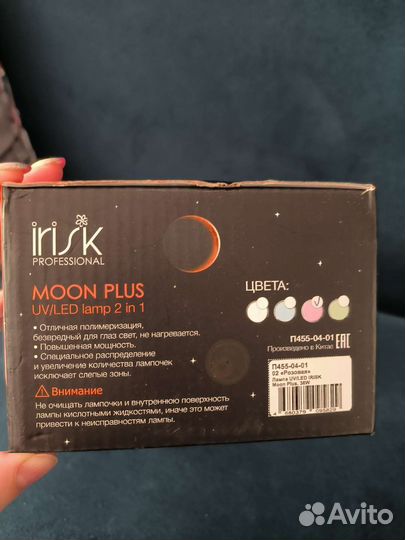 irisk
PROFESSIONAL
MOON PLUS
UV/LED lamp 2 in 1
• Отличная полимеризация,
безвредный для глаз свет, не нагревается.
• Повышенная мощность.
• Специальное распределение
и увеличение количества лампочек
исключает слепые зоны.
Внимание
Не очищать лампочки и внутреннюю поверхность
лампы кислотными жидкостями, иначе это может
привести к неисправностям лампы.
ЦВЕТА:
П455-04-01 ЕАС
Произведено в Китае
П455-04-01
02 «Розовая»
Лампа UV/LED IRISK
Moon Plus, 36W
Avito